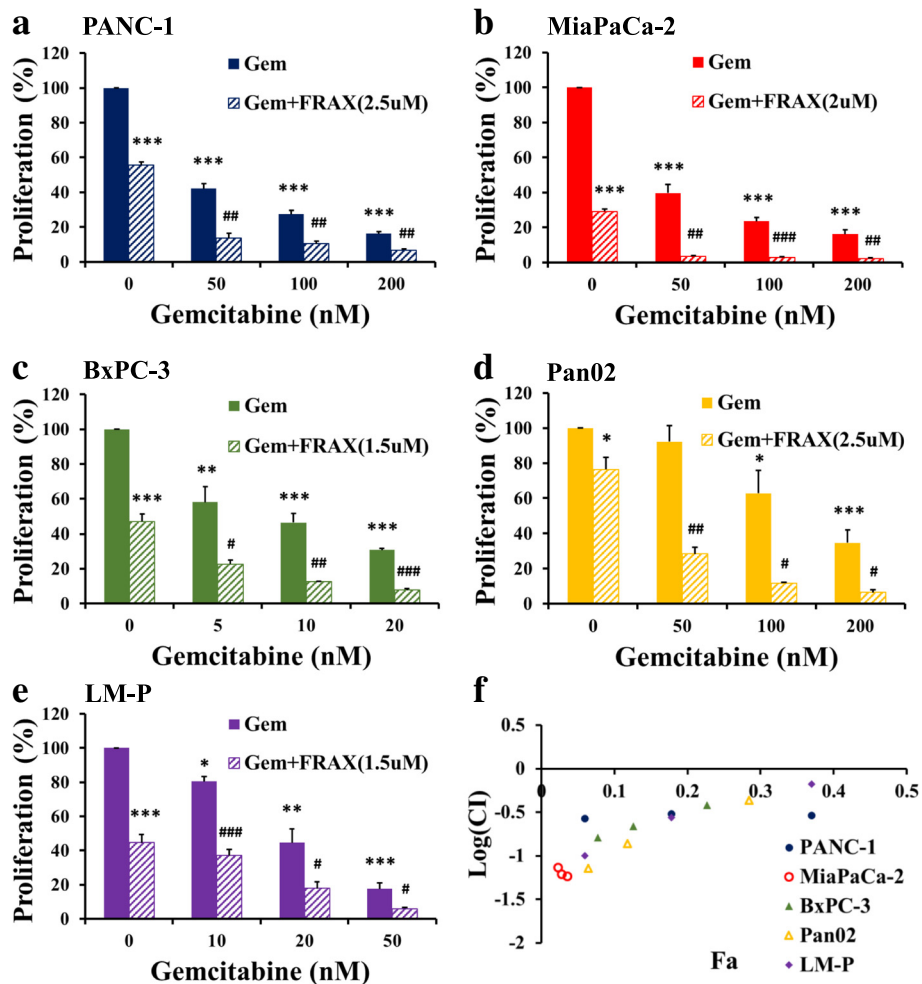 a PANC-1
Proliferation (%)
120
100
80
60
40
20
0
Gem
Gem+FRAX(2.5uM)
***
***
##
***
##
***
##
0 50 100 200
Gemcitabine (nM)
b MiaPaCa-2
Proliferation (%)
120
100
80
60
40
20
0
Gem
Gem+FRAX(2uM)
***
***
##
***
###
***
##
0 50 100 200
Gemcitabine (nM)
c BxPC-3
Proliferation (%)
120
100
80
60
40
20
0
Gem
Gem+FRAX(1.5uM)
***
**
#
***
##
***
###
0 5 10 20
Gemcitabine (nM)
d Pan02
Proliferation (%)
120
100
80
60
40
20
0
Gem
Gem+FRAX(2.5uM)
*
##
*
#
***
#
0 50 100 200
Gemcitabine (nM)
e LM-P
Proliferation (%)
120
100
80
60
40
20
0
Gem
Gem+FRAX(1.5uM)
***
*
###
**
#
***
#
0 10 20 50
Gemcitabine (nM)
f
Log(CI)
0.5
0
-0.5
-1
-1.5
-2
0 0.1 0.2 0.3 0.4 0.5
PANC-1
MiaPaCa-2
BxPC-3
Pan02
LM-P
Fa